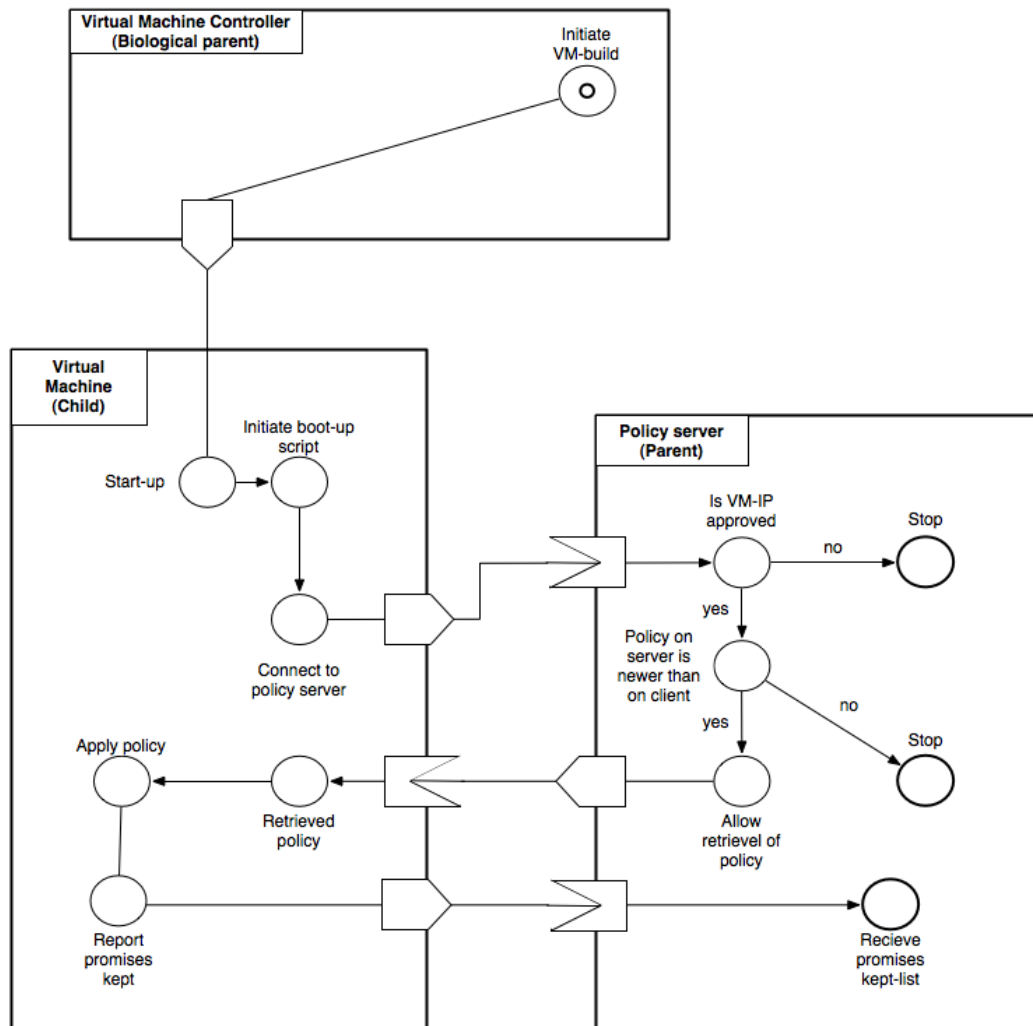 Virtual Machine Controller
(Biological parent)
Initiate
VM-build
Virtual
Machine
(Child)
Initiate boot-up
script
Start-up
Connect to
policy server
Apply policy
Retrieved
policy
Report
promises
kept
Policy server
(Parent)
Is VM-IP
approved
no
Stop
yes
Policy on
server is
newer than
on client
no
yes
Stop
Allow
retrievel of
policy
Recieve
promises
kept-list